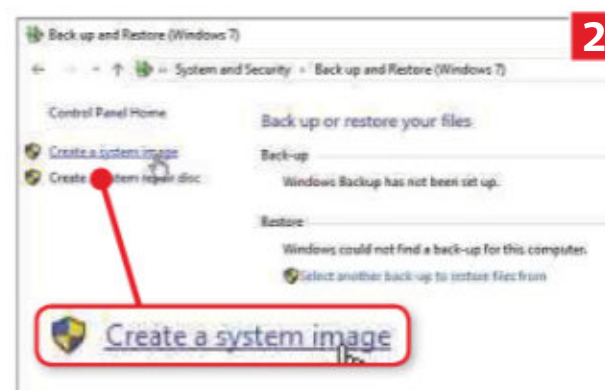 Back up and Restore (Windows 7)
2
System and Security Back up and Restore (Windows 7)
Control Panel Home
Back up or restore your files
Create a system image
Back-up
Create system repair disc
Windows Backup has not been set up.
Restore
Windows could not find a back-up for this computer.
Select another back-up to restore files from
Create a system image